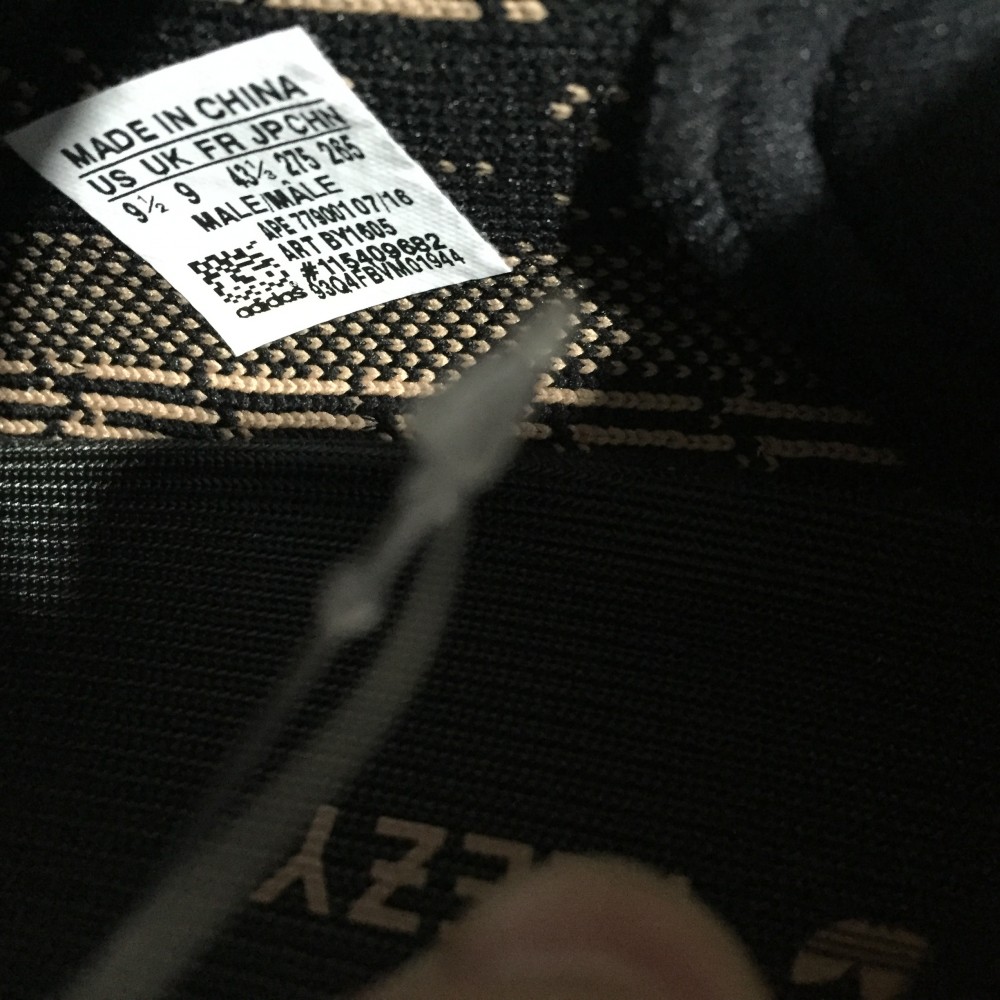 MADE IN CHINA
US UK FR JP CHN
9½ 9 43⅓ 275 265
MALE/MÂLE
APE 779001 07/16
ART BY1605
#115409682
93Q4FBVM01944
adidas